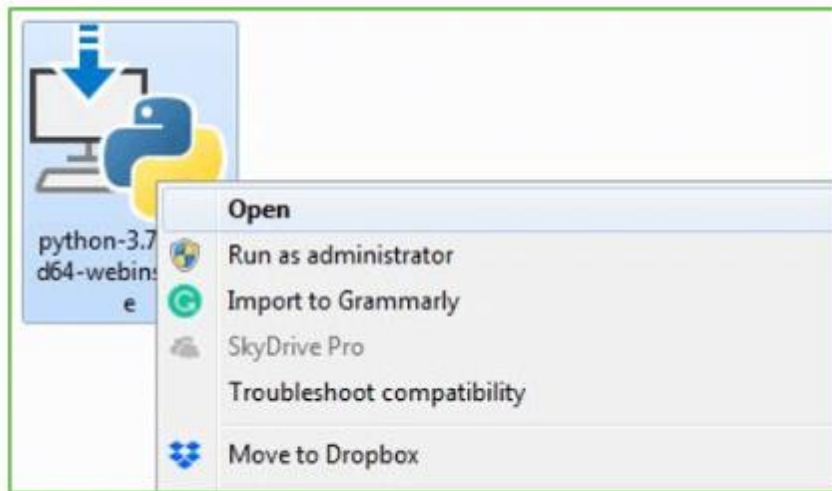 Open
python-3.7
Run as administrator
d64-webins
e
Import to Grammarly
SkyDrive Pro
Troubleshoot compatibility
Move to Dropbox